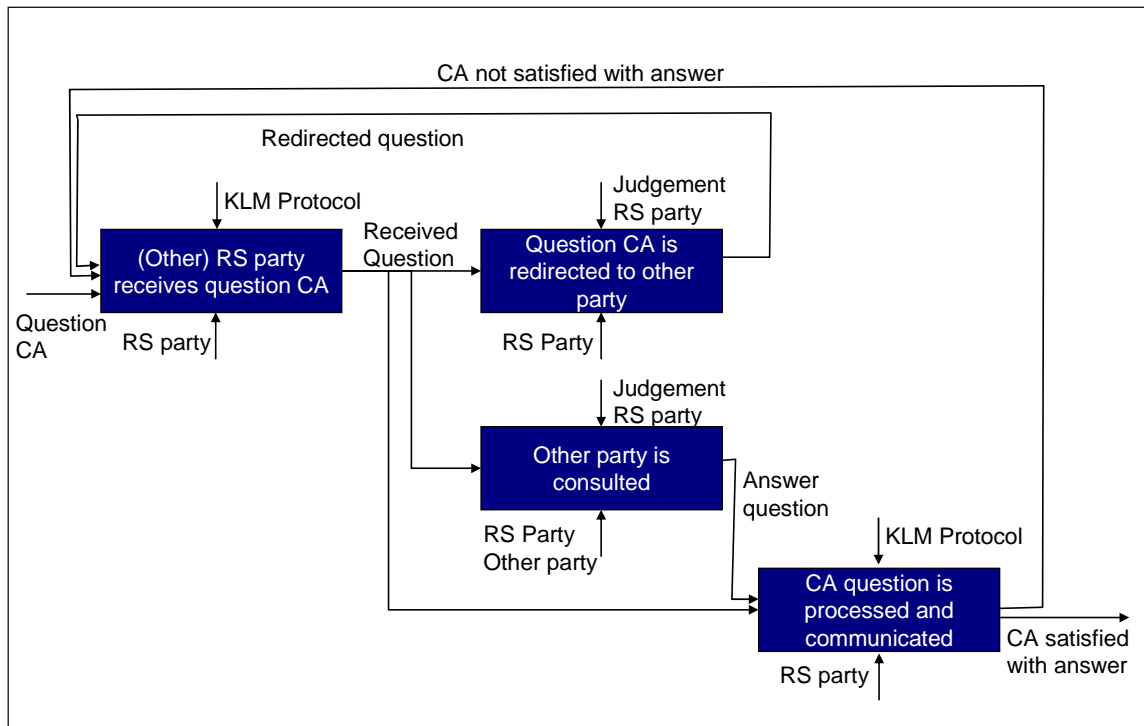 CA not satisfied with answer
Redirected question
KLM Protocol
Judgement
RS party
(Other) RS party
receives question CA
Received
Question
Question CA is
redirected to other
party
Question
CA
RS party
RS Party
Judgement
RS party
Other party is
consulted
Answer
question
RS Party
Other party
KLM Protocol
CA question is
processed and
communicated
CA satisfied
with answer
RS party